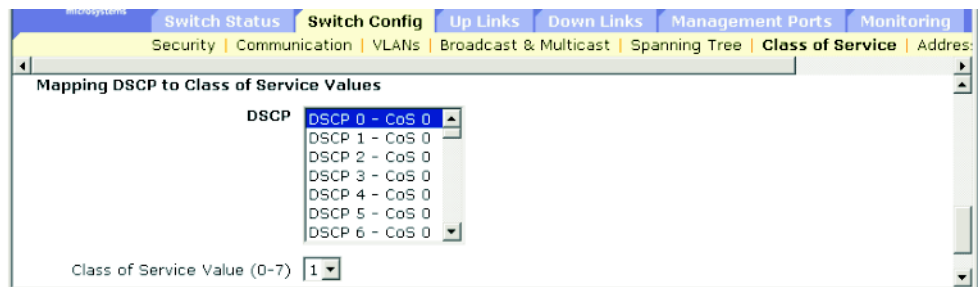 microsystems
Switch Status Switch Config Up Links Down Links Management Ports Monitoring
Security | Communication | VLANs | Broadcast & Multicast | Spanning Tree | Class of Service | Addres
Mapping DSCP to Class of Service Values
DSCP
DSCP 0 - CoS 0
DSCP 1 - CoS 0
DSCP 2 - CoS 0
DSCP 3 - CoS 0
DSCP 4 - CoS 0
DSCP 5 - CoS 0
DSCP 6 - CoS 0
Class of Service Value (0-7) 1